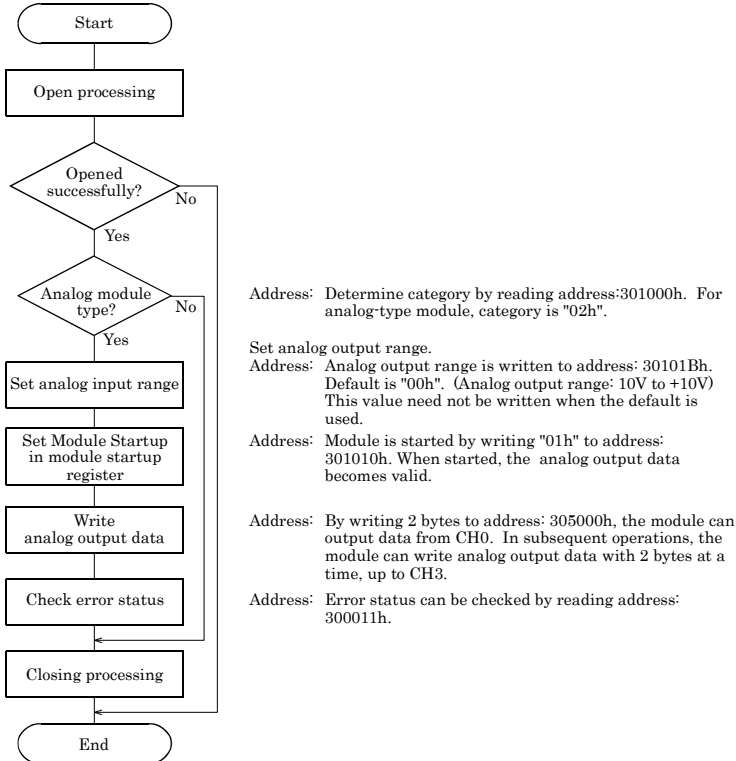 Start
Open processing
Opened
successfully?
No
Yes
Analog module
type?
No
Yes
Address: Determine category by reading address:301000h. For
analog-type module, category is "02h".
Set analog output range.
Set analog input range
Address: Analog output range is written to address: 30101Bh.
Default is "00h". (Analog output range: 10V to +10V)
This value need not be written when the default is
used.
Set Module Startup
in module startup
register
Address: Module is started by writing "01h" to address:
301010h. When started, the analog output data
becomes valid.
Write
analog output data
Address: By writing 2 bytes to address: 305000h, the module can
output data from CH0. In subsequent operations, the
module can write analog output data with 2 bytes at a
time, up to CH3.
Check error status
Address: Error status can be checked by reading address:
300011h.
Closing processing
End